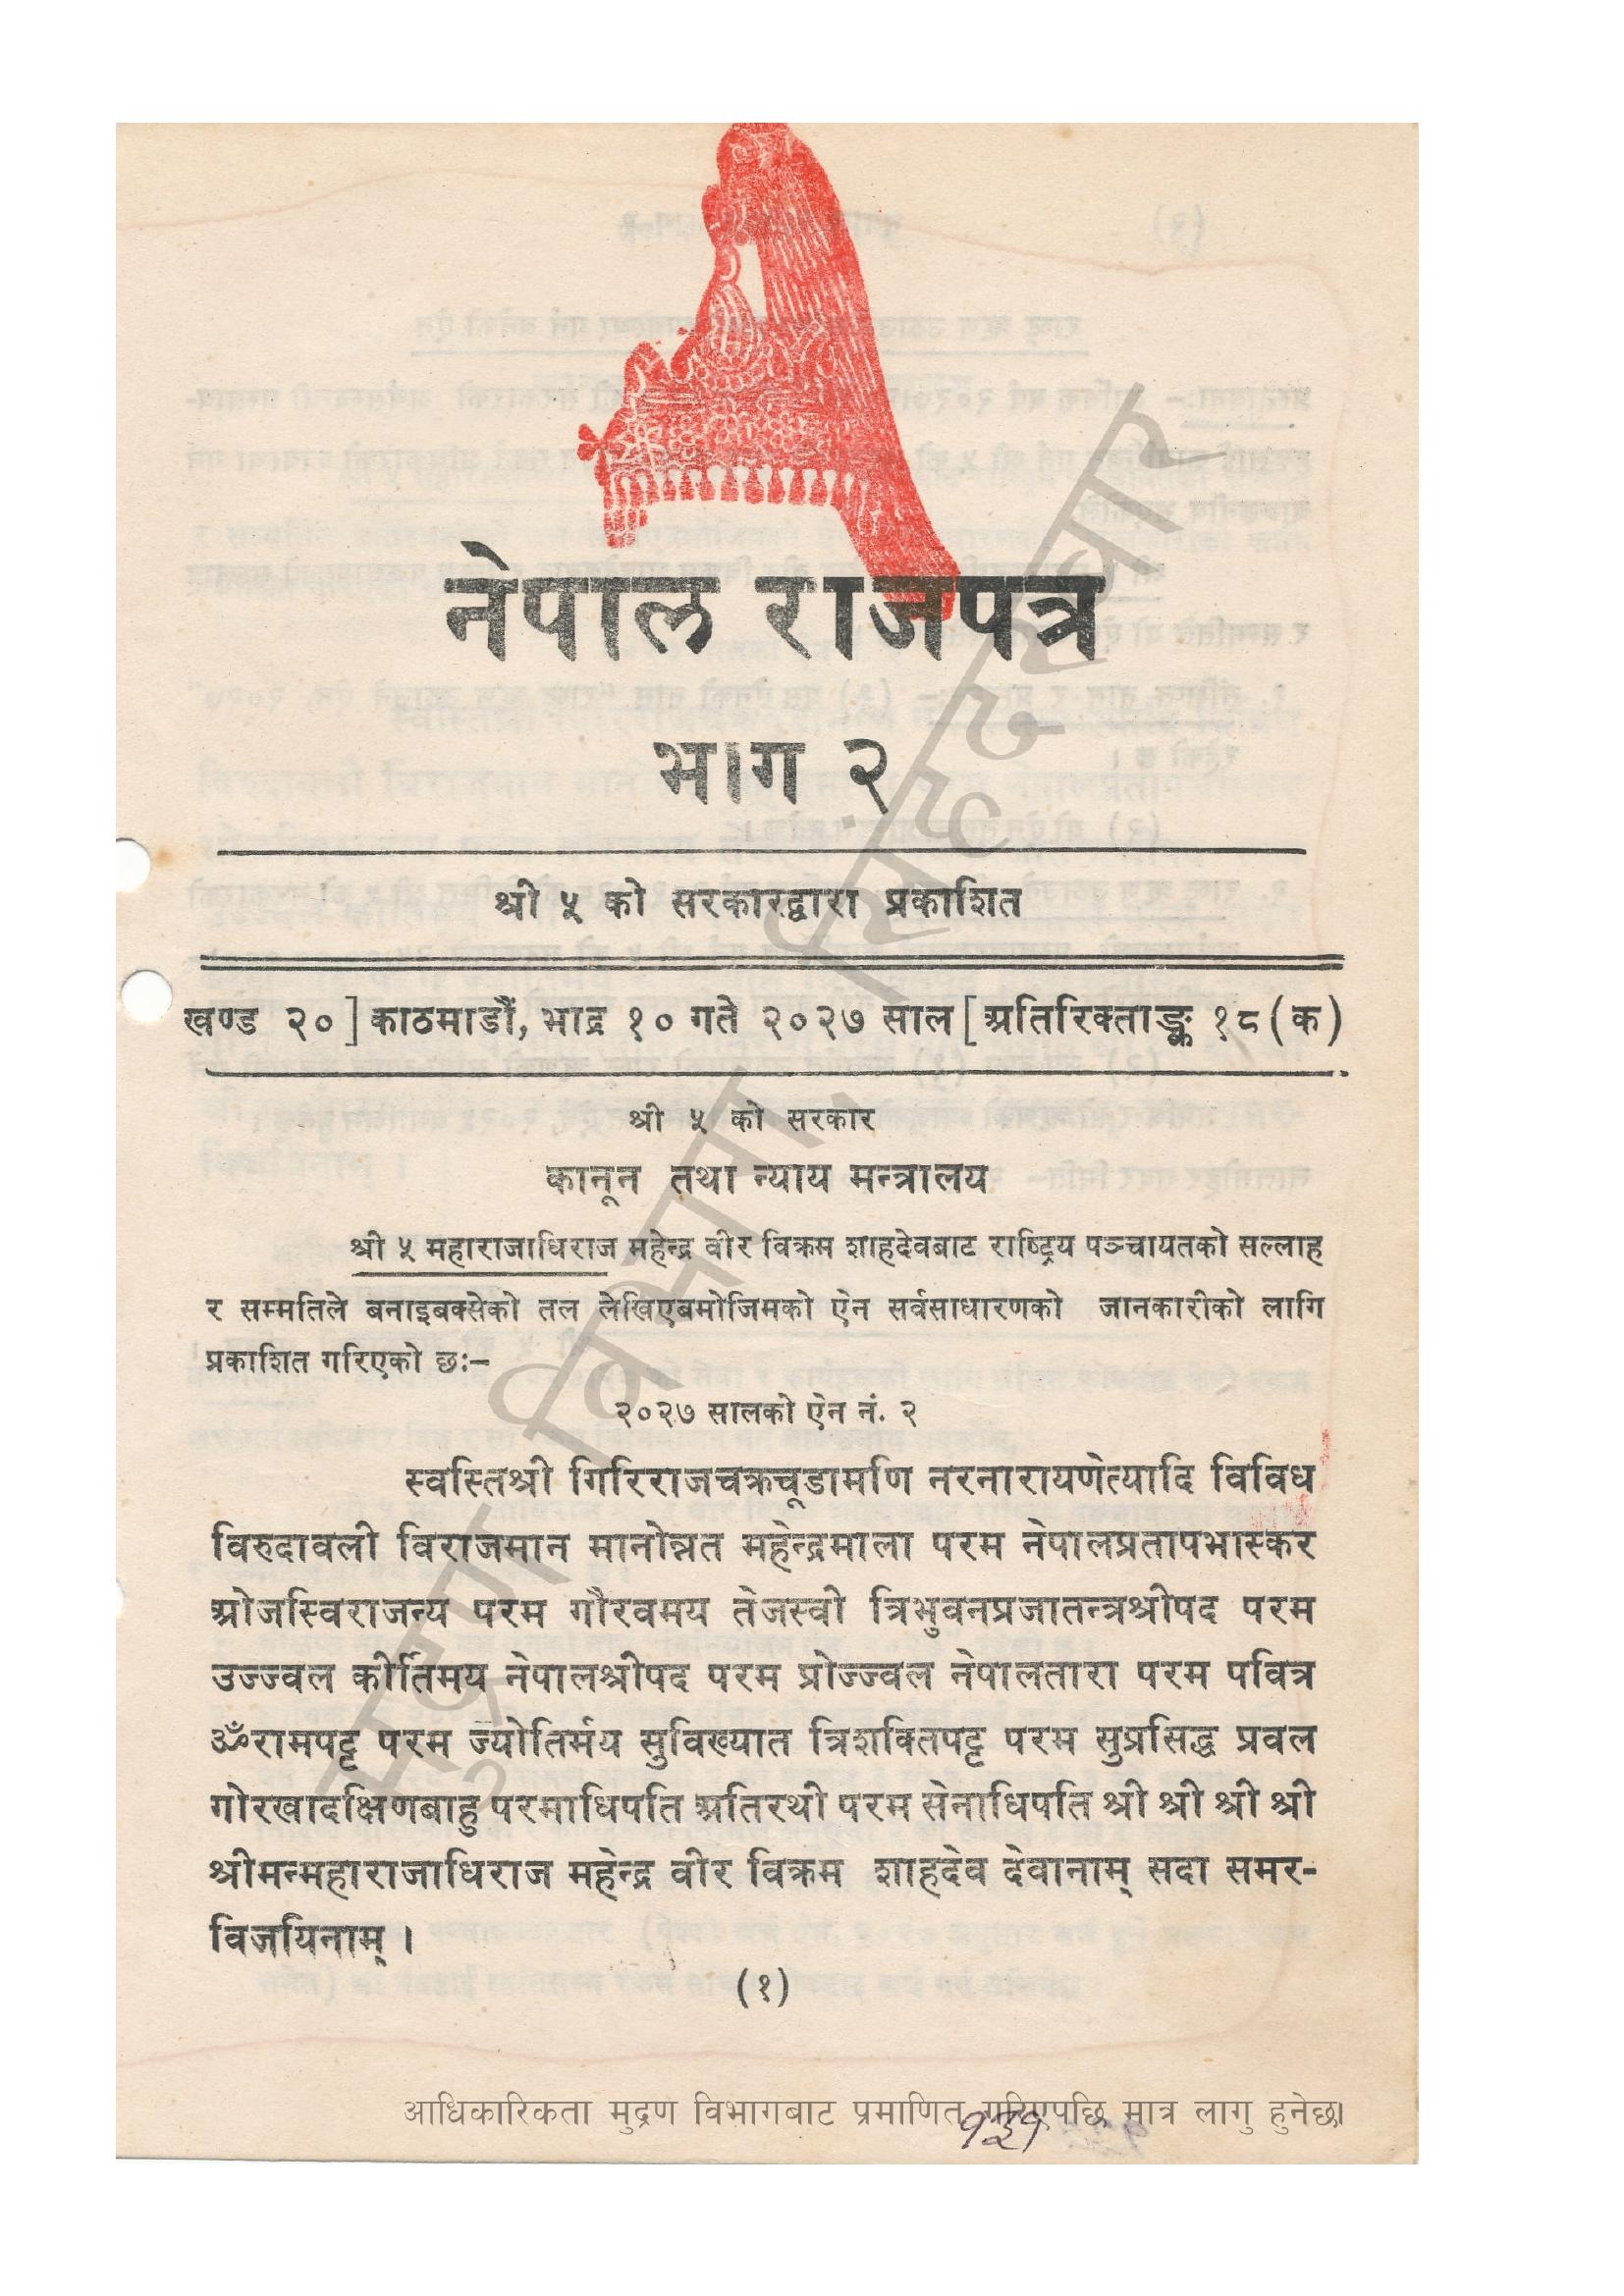 नेपाल राजपत्र
भाग २
श्री ५ को सरकारद्वारा प्रकाशित
खण्ड २०] काठमाडौं, भाद्र १० गते २०२७ साल [अतिरिक्ताङ्क १८ (क)
श्री ५ को सरकार
कानून तथा न्याय मन्त्रालय
श्री ५ महाराजाधिराज महेन्द्र वीर विक्रम शाहदेवबाट राष्ट्रिय पञ्चायतको सल्लाह
र सम्मतिले बनाइबक्सेको तल लेखिएबमोजिमको ऐन सर्वसाधारणको जानकारीको लागि
प्रकाशित गरिएको छः-
२०२७ सालको ऐन नं. २
स्वस्तिश्री गिरिराजचक्रचूडामणि नरनारायणेत्यादि विविध
विरुदावली विराजमान मानोन्नत महेन्द्रमाला परम नेपालप्रतापभास्कर
ओजस्विराजन्य परम गौरवमय तेजस्वी त्रिभुवनप्रजातन्त्रश्रीपद परम
उज्ज्वल कीर्तिमय नेपालश्रीपद परम प्रोज्ज्वल नेपालतारा परम पवित्र
ॐरामपट्ट परम ज्योतिर्मय सुविख्यात त्रिशक्तिपट्ट परम सुप्रसिद्ध प्रवल
गोरखादक्षिणबाहु परमाधिपति अतिरथी परम सेनाधिपति श्री श्री श्री श्री
श्रीमन्महाराजाधिराज महेन्द्र वीर विक्रम शाहदेव देवानाम् सदा समर-
विजयिनाम् ।
(१)
आधिकारिकता मुद्रण विभागबाट प्रमाणित गरिएपछि मात्र लागु हुनेछ।
१३१
मुद्रण विभाग, सिंहदरबार